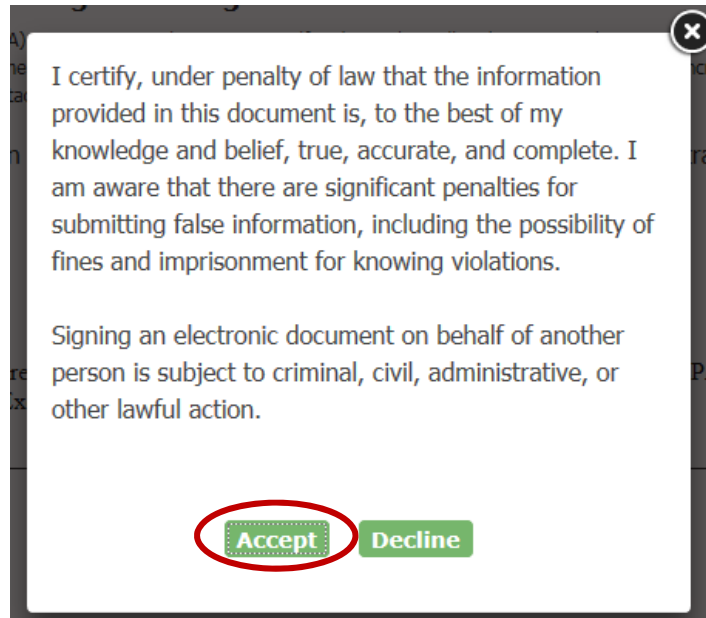 I certify, under penalty of law that the information
provided in this document is, to the best of my
knowledge and belief, true, accurate, and complete. I
am aware that there are significant penalties for
submitting false information, including the possibility of
fines and imprisonment for knowing violations.
Signing an electronic document on behalf of another
person is subject to criminal, civil, administrative, or
other lawful action.
Accept Decline